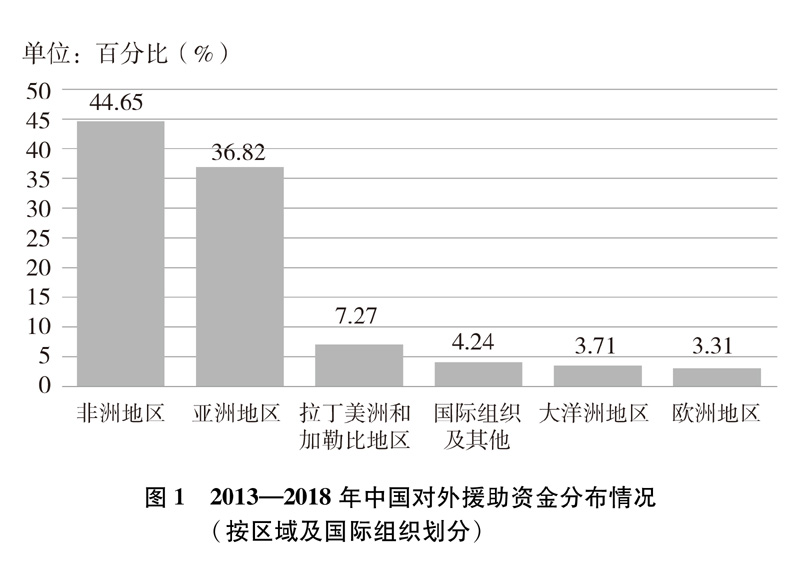 单位：百分比（%）
50
45
40
35
30
25
20
15
10
5
0
44.65
36.82
7.27
4.24
3.71
3.31
非洲地区
亚洲地区
拉丁美洲和
加勒比地区
国际组织
及其他
大洋洲地区
欧洲地区
图 1 2013—2018 年中国对外援助资金分布情况
（按区域及国际组织划分）